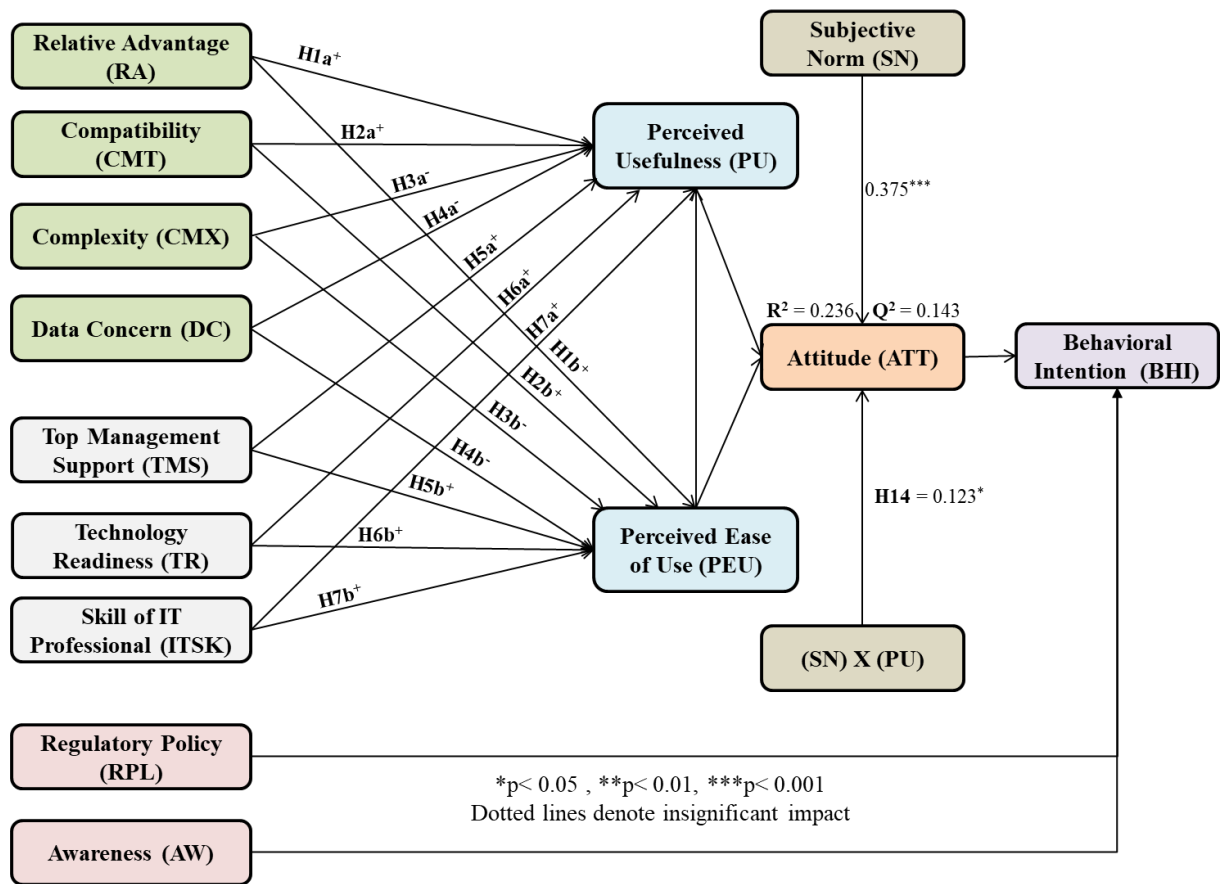 Relative Advantage
(RA)
Compatibility
(CMT)
Complexity (CMX)
Data Concern (DC)
Top Management
Support (TMS)
Technology
Readiness (TR)
Skill of IT
Professional (ITSK)
Regulatory Policy
(RPL)
Awareness (AW)
H1a⁺
H2a⁺
H3a⁻
H4a⁻
H5a⁺
H6a⁺
H7a⁺
H1b⁺
H2b⁺
H3b⁻
H4b⁻
H5b⁺
H6b⁺
H7b⁺
Perceived
Usefulness (PU)
Perceived Ease
of Use (PEU)
Subjective
Norm (SN)
0.375***
R² = 0.236 Q² = 0.143
Attitude (ATT)
Behavioral
Intention (BHI)
H14 = 0.123*
(SN) X (PU)
*p< 0.05 , **p< 0.01, ***p< 0.001
Dotted lines denote insignificant impact